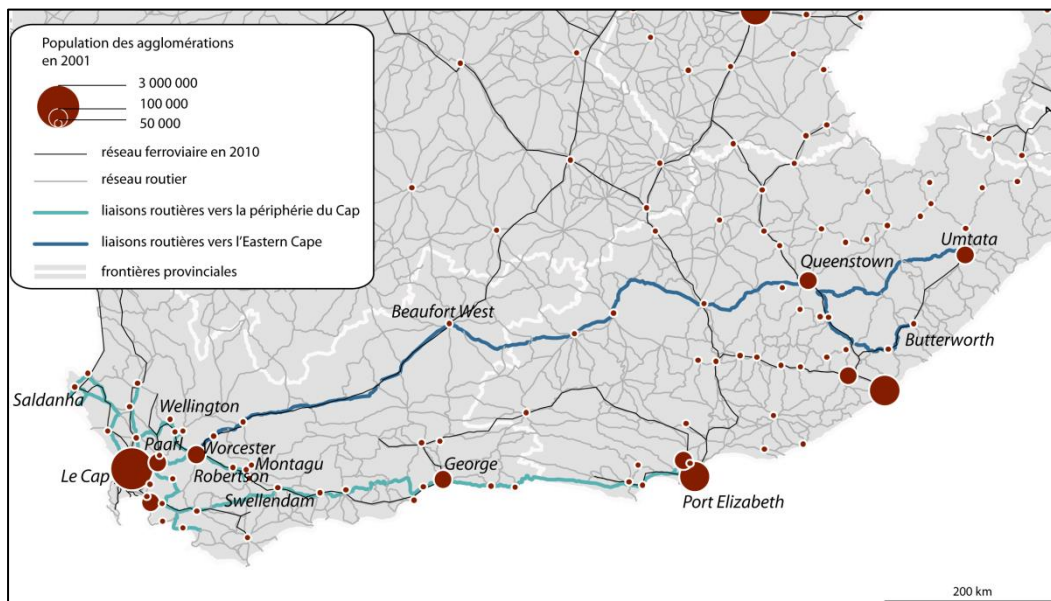 Population des agglomérations
en 2001
3 000 000
100 000
50 000
réseau ferroviaire en 2010
réseau routier
liaisons routières vers la périphérie du Cap
liaisons routières vers l'Eastern Cape
frontières provinciales
Umtata
Queenstown
Beaufort West
Butterworth
Saldanha
Wellington
Paarl
Worcester
Le Cap
Montagu
Robertson
George
Swellendam
Port Elizabeth
200 km